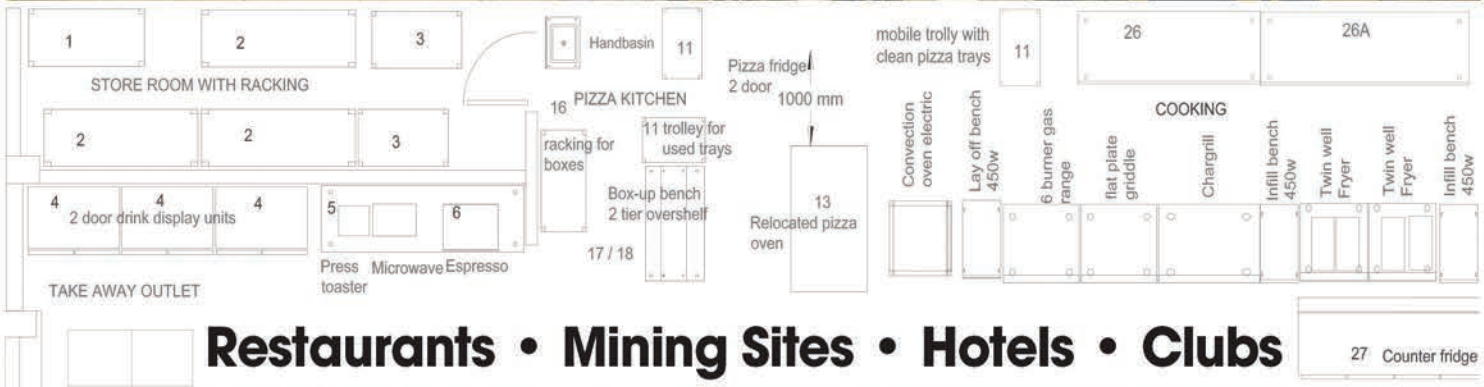 1
2
3
STORE ROOM WITH RACKING
2
2
3
4
4
4
2 door drink display units
5
6
Press
toaster
Microwave
Espresso
TAKE AWAY OUTLET
Handbasin
11
16
PIZZA KITCHEN
racking for
boxes
11 trolley for
used trays
Box-up bench
2 tier overshelf
17 / 18
Pizza fridge
2 door
1000 mm
13
Relocated pizza
oven
mobile trolly with
clean pizza trays
11
26
26A
COOKING
Convection
oven electric
Lay off bench
450w
6 burner gas
range
flat plate
griddle
Chargrill
Infill bench
450w
Twin well
Fryer
Twin well
Fryer
Infill bench
450w
Restaurants • Mining Sites • Hotels • Clubs
27 Counter fridge